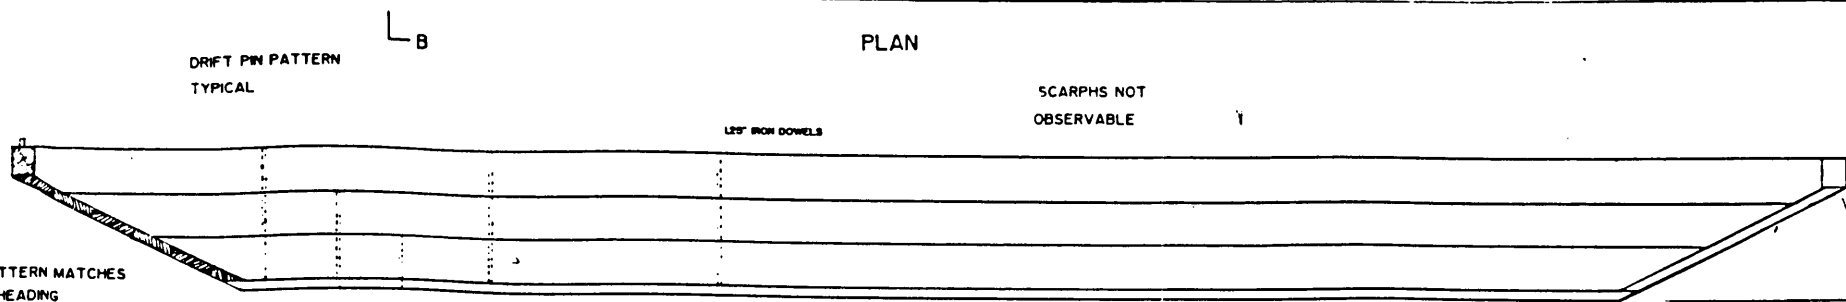 B
PLAN
DRIFT PIN PATTERN
TYPICAL
SCARPHS NOT
OBSERVABLE
1.25" IRON DOWELS
TTERN MATCHES
HEADING